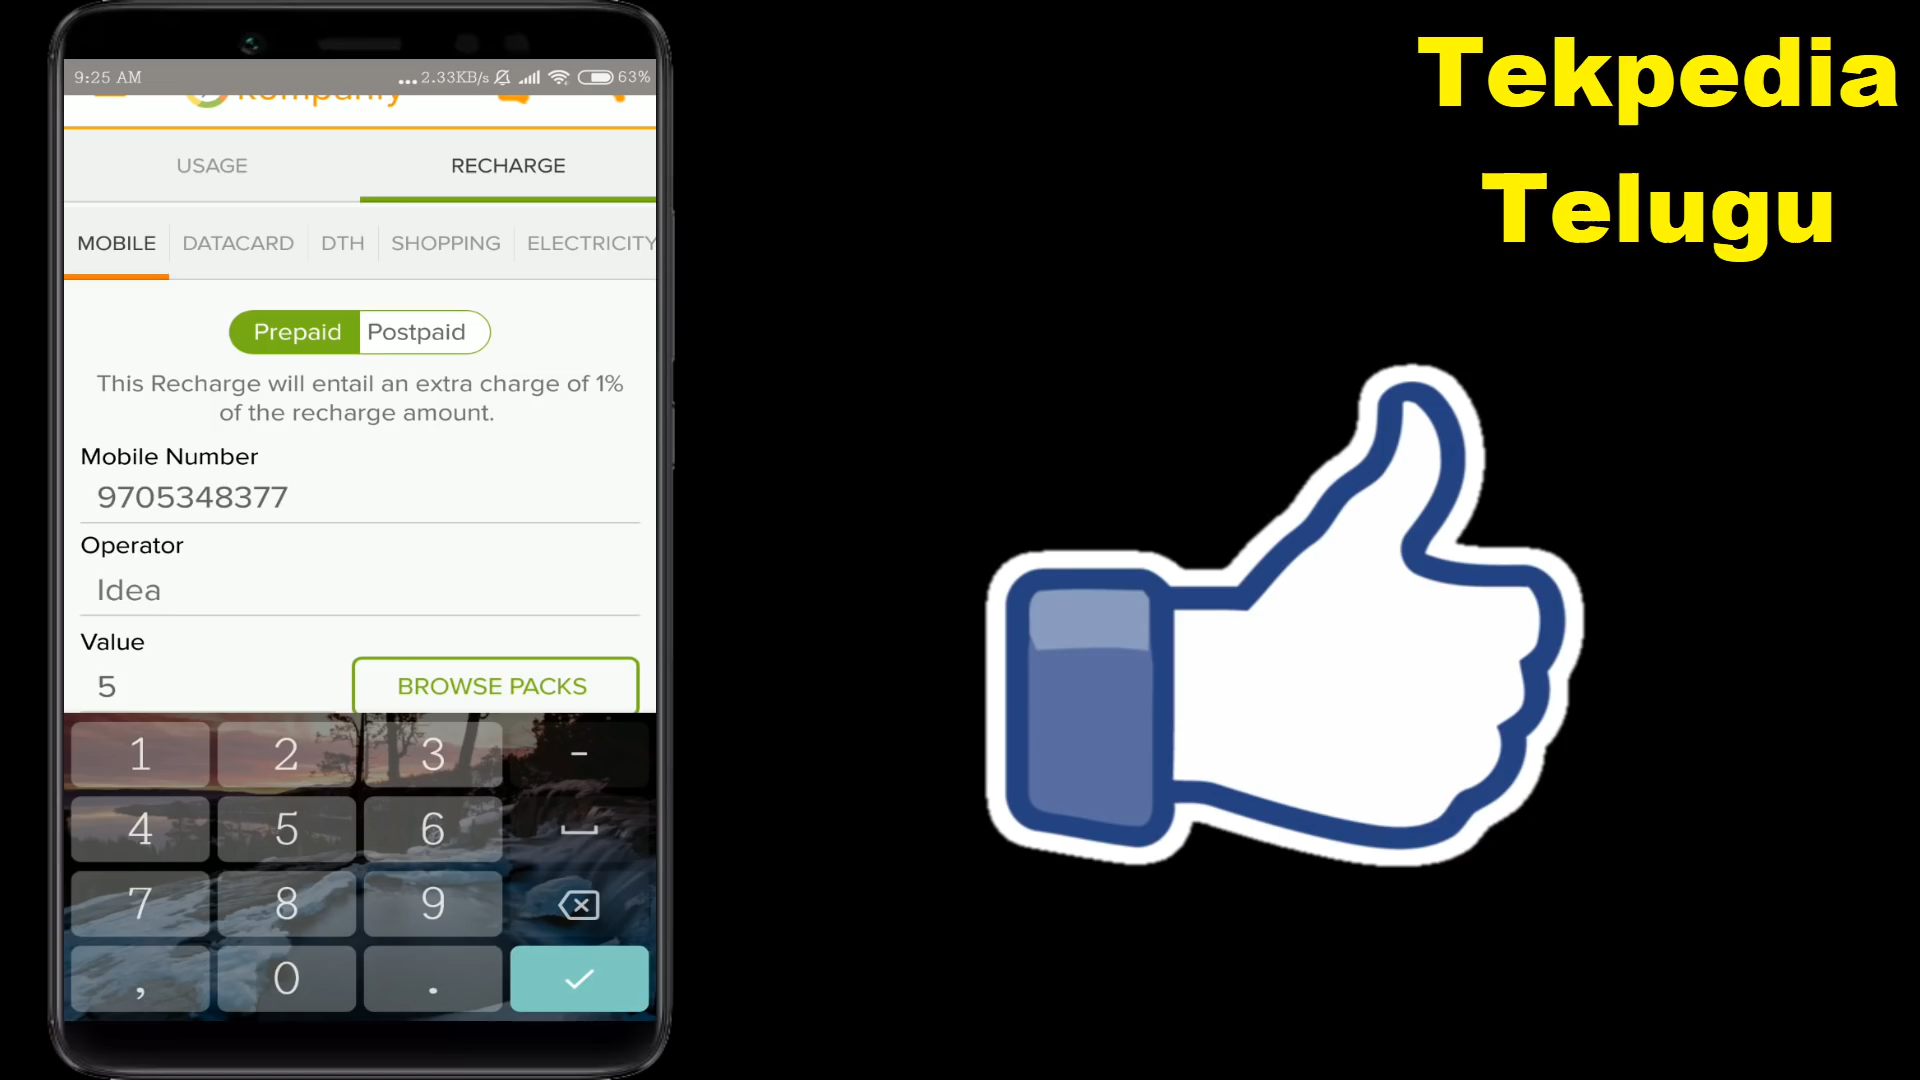 9:25 AM
...2.33KB/s
63%
USAGE
RECHARGE
MOBILE
DATACARD
DTH
SHOPPING
ELECTRICITY
Prepaid
Postpaid
This Recharge will entail an extra charge of 1%
of the recharge amount.
Mobile Number
9705348377
Operator
Idea
Value
5
BROWSE PACKS
1 2 3 -
4 5 6
7 8 9
, 0 .
Tekpedia
Telugu